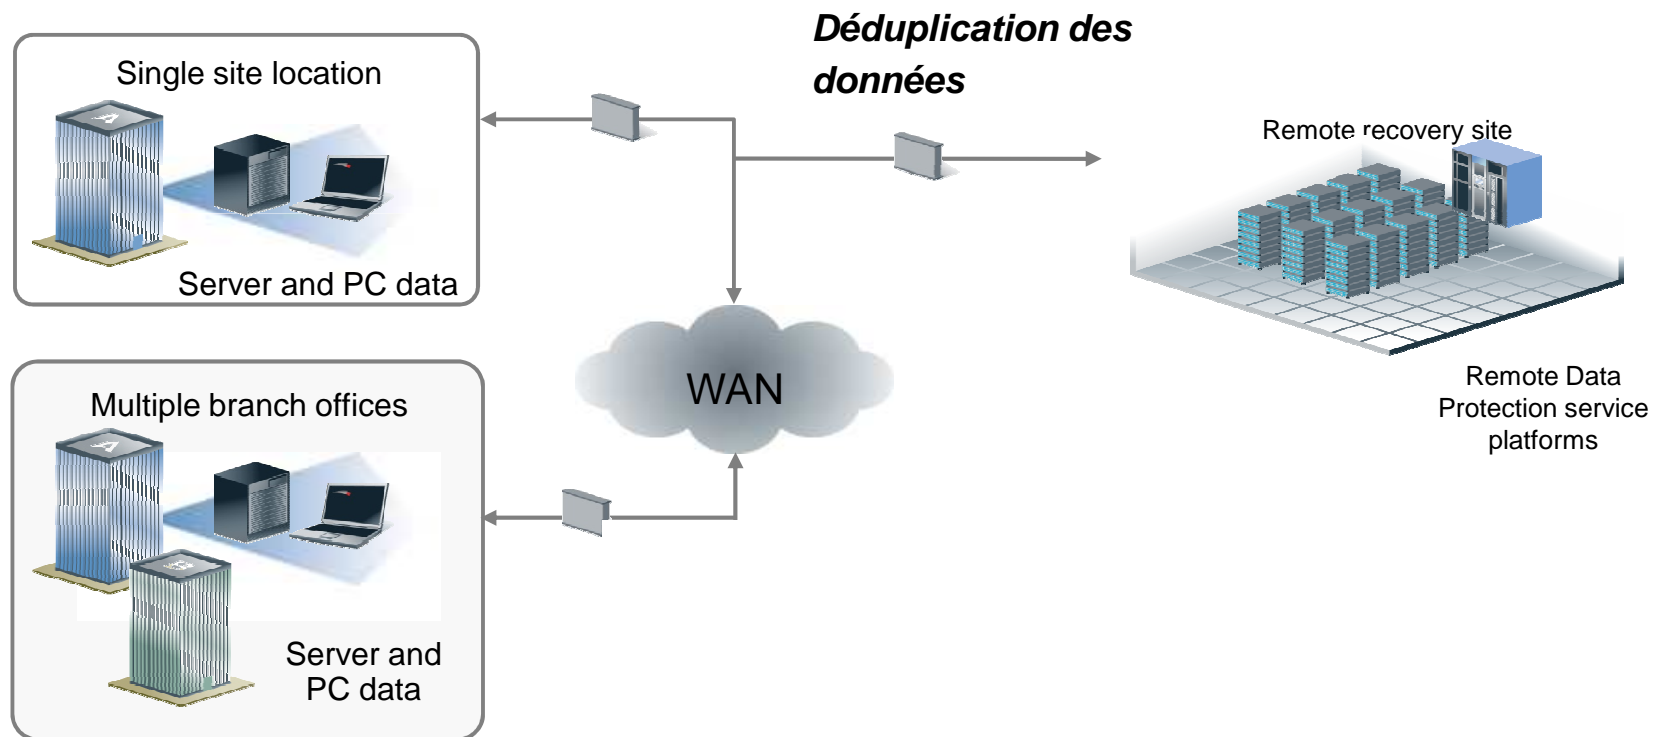 Déduplication des
données
Single site location
Server and PC data
Remote recovery site
WAN
Multiple branch offices
Server and
PC data
Remote Data
Protection service
platforms
A
A
B